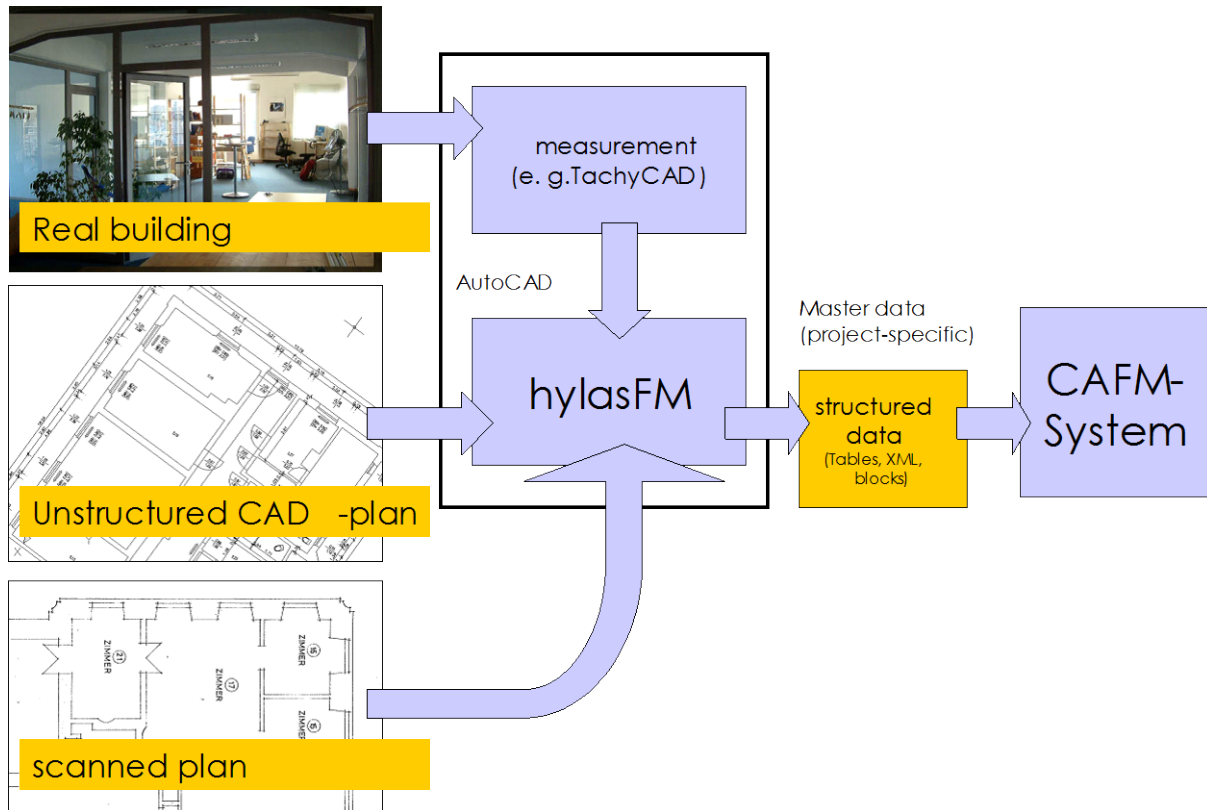 Real building
measurement
(e. g.TachyCAD)
AutoCAD
hylasFM
Master data
(project-specific)
structured
data
(Tables, XML,
blocks)
CAFM-
System
Unstructured CAD -plan
21
ZIMMER
17
ZIMMER
16
ZIMMER
15
ZIMMER
scanned plan